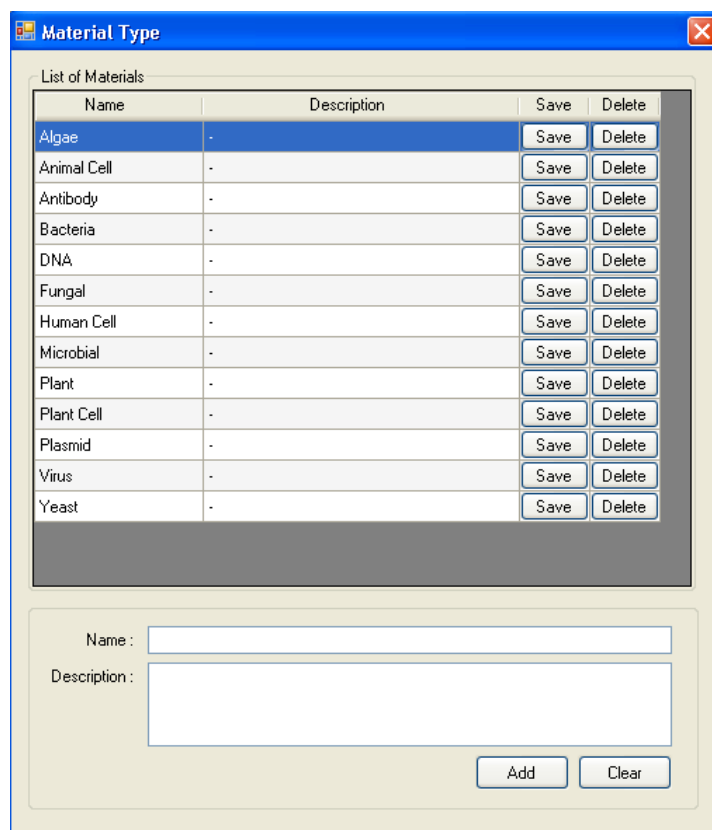 Material Type
List of Materials
Name Description Save Delete
Algae - Save Delete
Animal Cell - Save Delete
Antibody - Save Delete
Bacteria - Save Delete
DNA - Save Delete
Fungal - Save Delete
Human Cell - Save Delete
Microbial - Save Delete
Plant - Save Delete
Plant Cell - Save Delete
Plasmid - Save Delete
Virus - Save Delete
Yeast - Save Delete
Name :
Description :
Add Clear